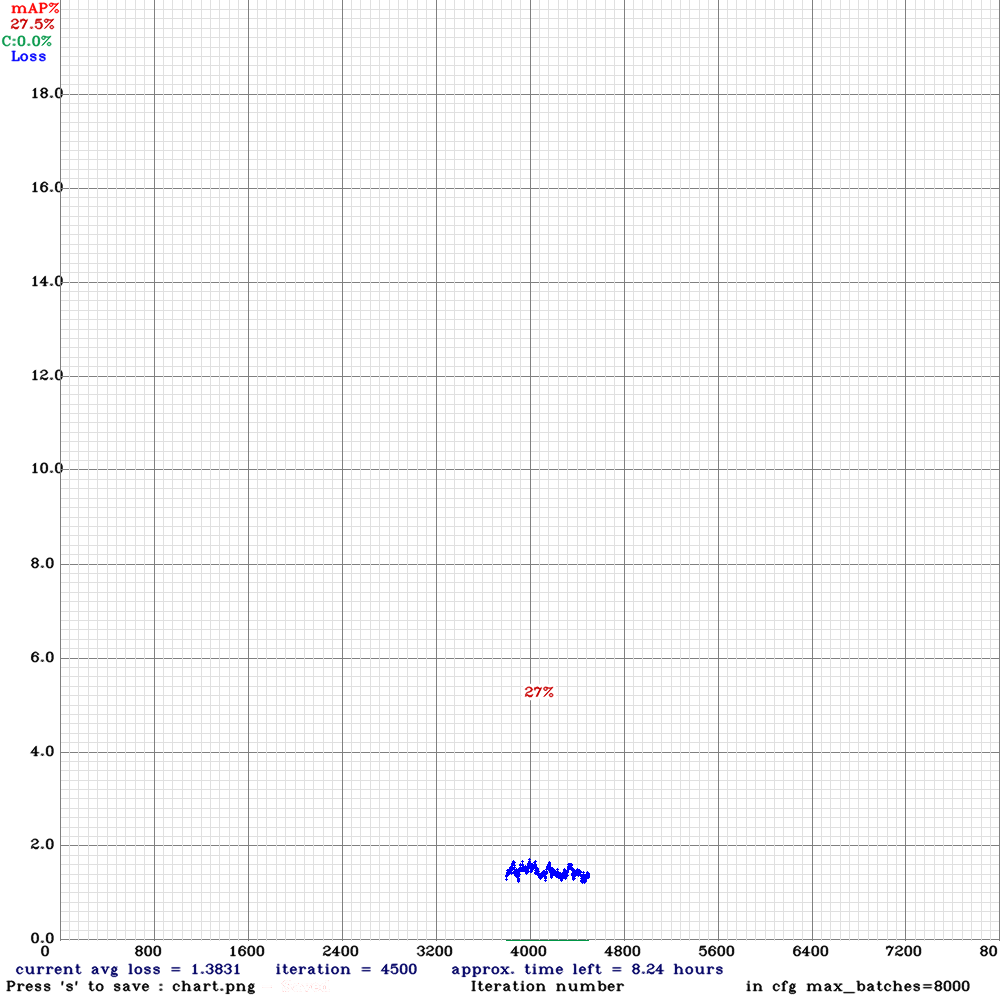 mAP%
27.5%
C:0.0%
Loss
18.0
16.0
14.0
12.0
10.0
8.0
6.0
27%
4.0
2.0
0.0
0 800 1600 2400 3200 4000 4800 5600 6400 7200 80
current avg loss = 1.3831 iteration = 4500 approx. time left = 8.24 hours
Press 's' to save : chart.png - Iteration number in cfg max_batches=8000